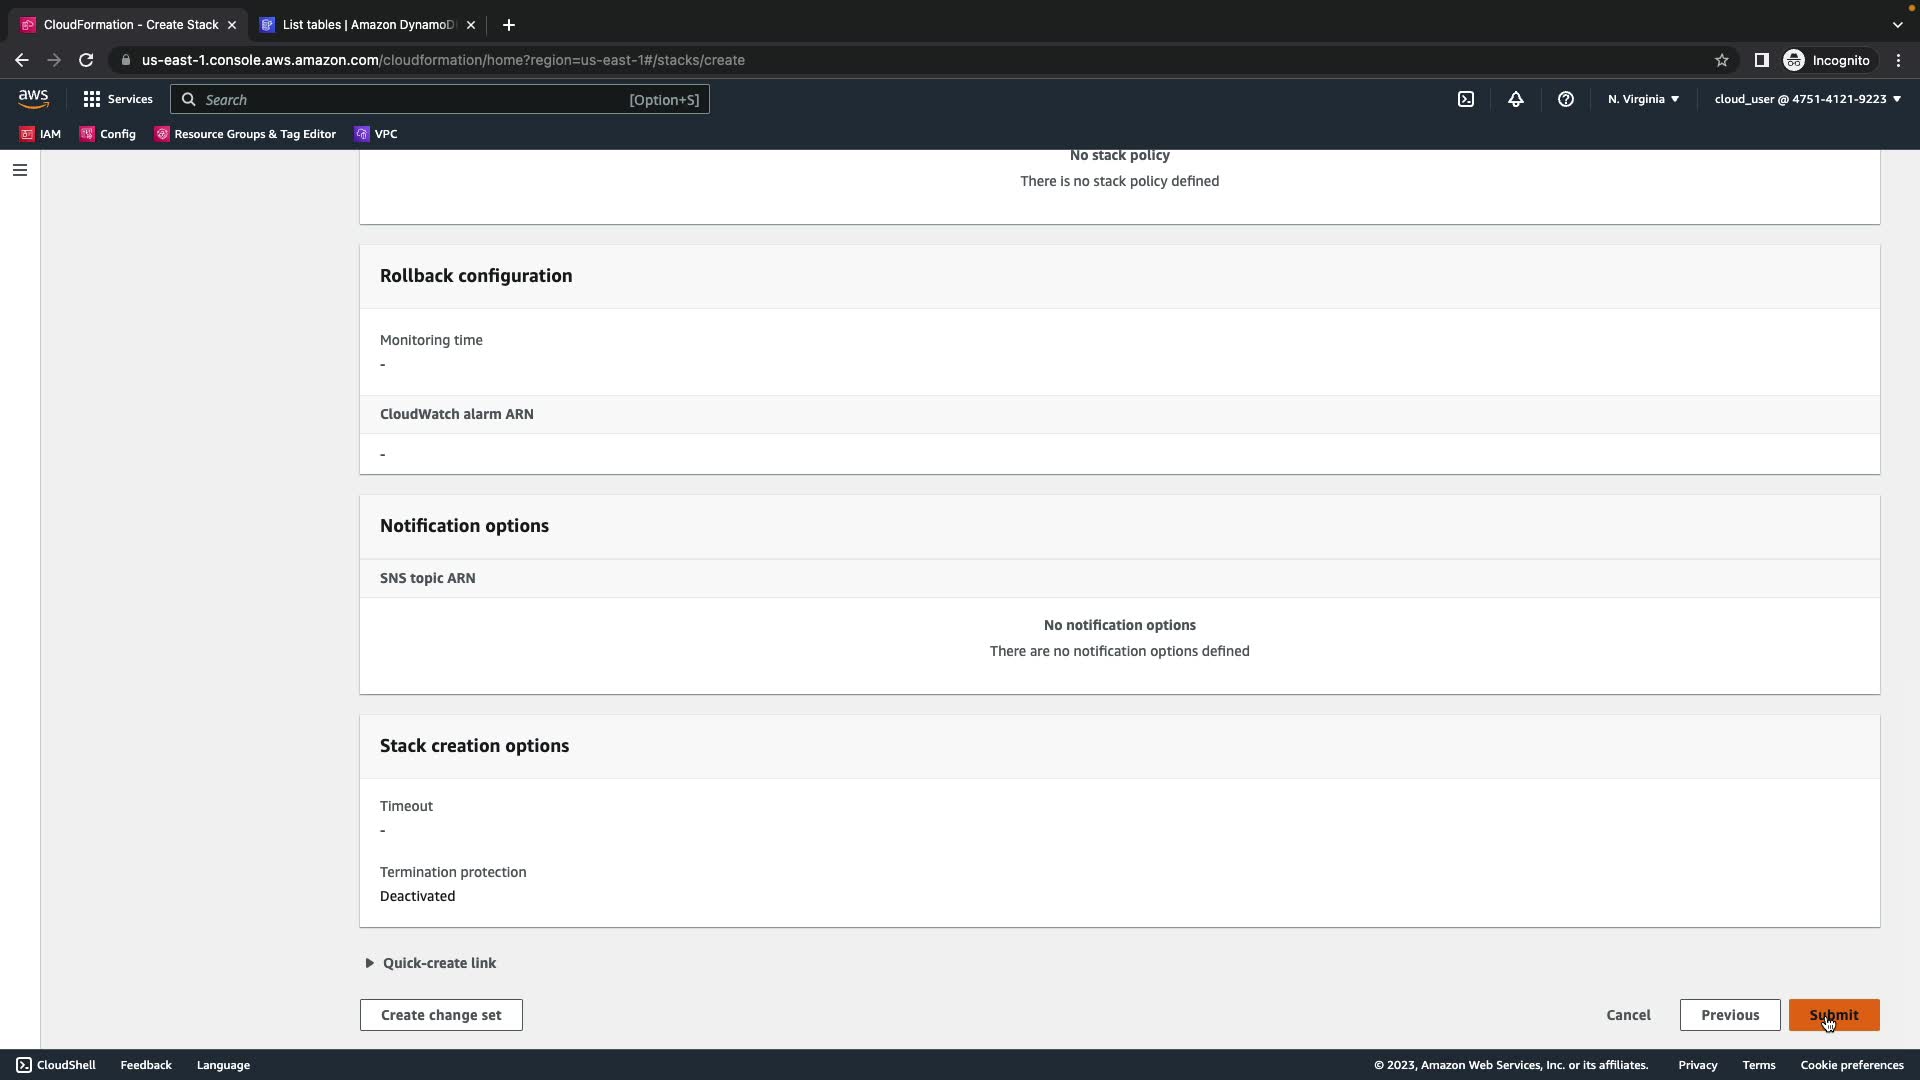 CloudFormation - Create Stack
List tables | Amazon DynamoD
us-east-1.console.aws.amazon.com/cloudformation/home?region=us-east-1#/stacks/create
Incognito
aws
Services
Search
[Option+S]
N. Virginia
cloud_user @ 4751-4121-9223
IAM
Config
Resource Groups & Tag Editor
VPC
No stack policy
There is no stack policy defined
Rollback configuration
Monitoring time
-
CloudWatch alarm ARN
-
Notification options
SNS topic ARN
No notification options
There are no notification options defined
Stack creation options
Timeout
-
Termination protection
Deactivated
Quick-create link
Create change set
Cancel
Previous
Submit
CloudShell
Feedback
Language
© 2023, Amazon Web Services, Inc. or its affiliates.
Privacy
Terms
Cookie preferences